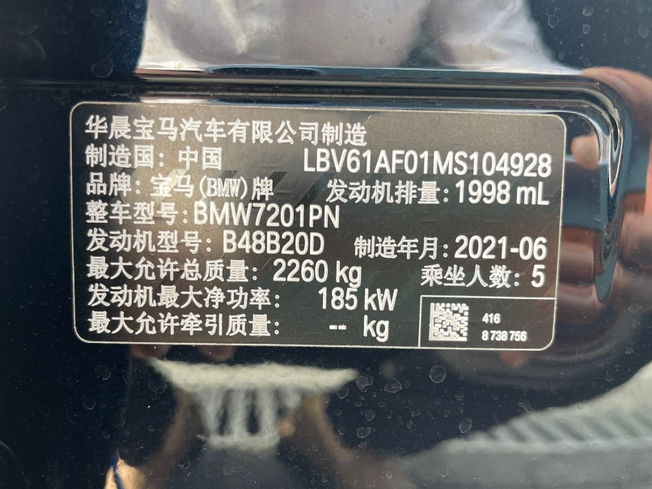 华晨宝马汽车有限公司制造
制造国: 中国 LBV61AF01MS104928
品牌: 宝马(BMW)牌 发动机排量: 1998 mL
整车型号: BMW7201PN
发动机型号: B48B20D 制造年月: 2021-06
最大允许总质量: 2260 kg 乘坐人数: 5
发动机最大净功率: 185 kW
最大允许牵引质量: -- kg
416
8 738 756